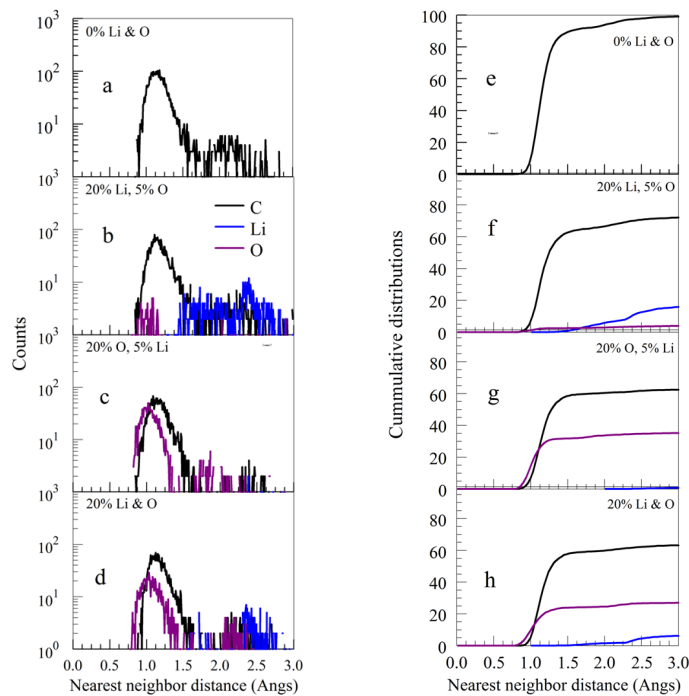 10³
0% Li & O
a
10²
10¹
10³
20% Li, 5% O
b
C
Li
O
10²
10¹
10³
20% O, 5% Li
c
10²
10¹
10³
20% Li & O
d
10²
10¹
10⁰
0.0 0.5 1.0 1.5 2.0 2.5 3.0
Nearest neighbor distance (Angs)
Counts
100
80
60
40
20
0
0% Li & O
e
80
60
40
20
0
20% Li, 5% O
f
80
60
40
20
0
20% O, 5% Li
g
80
60
40
20
0
20% Li & O
h
0.0 0.5 1.0 1.5 2.0 2.5 3.0
Nearest neighbor distance (Angs)
Cummulative distributions